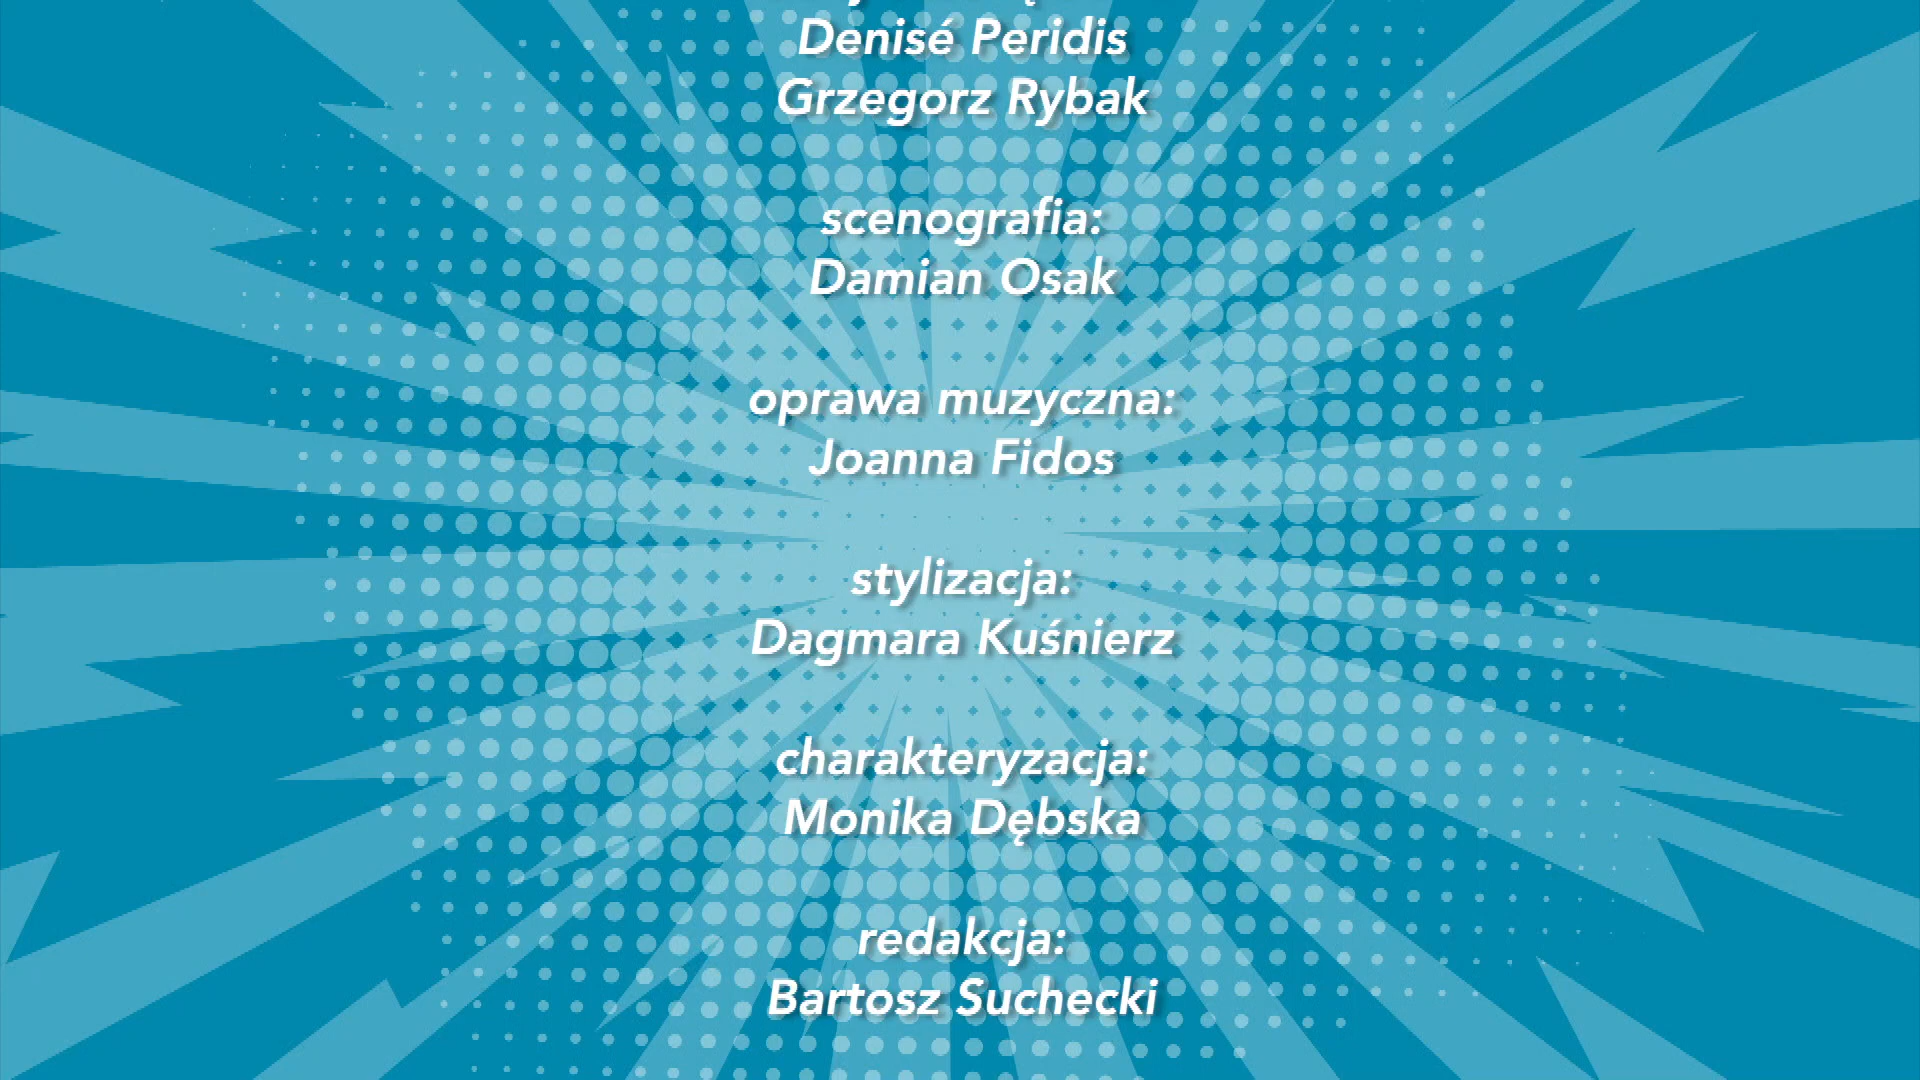 Denisé Peridis
Grzegorz Rybak
scenografia:
Damian Osak
oprawa muzyczna:
Joanna Fidos
stylizacja:
Dagmara Kuśnierz
charakteryzacja:
Monika Dębska
redakcja:
Bartosz Suchecki